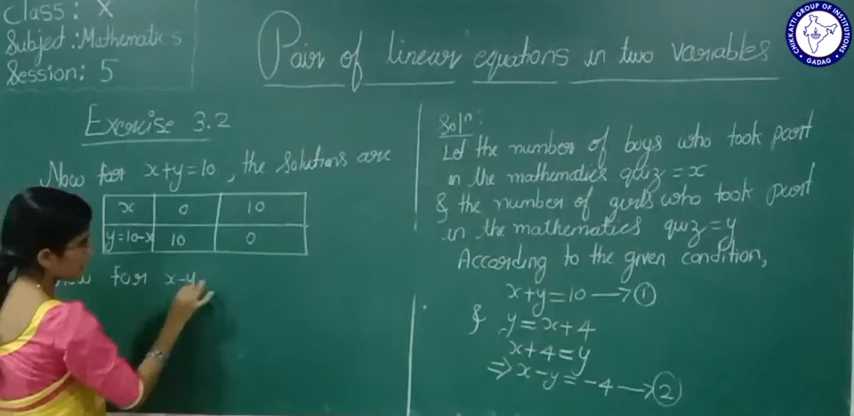 Class: X
Subject: Mathematics
Session: 5
Pair of linear equations in two variables
CHIKKATTI GROUP OF INSTITUTIONS
GADAG
Exercise 3.2
Now for x+y=10, the solutions are
x 0 10
y=10-x 10 0
for x-y
Soln:
Let the number of boys who took part
in the mathematics quiz = x
& the number of girls who took part
in the mathematics quiz = y
According to the given condition,
x+y=10 → ①
& y=x+4
x+4=y
⇒ x-y=-4 → ②